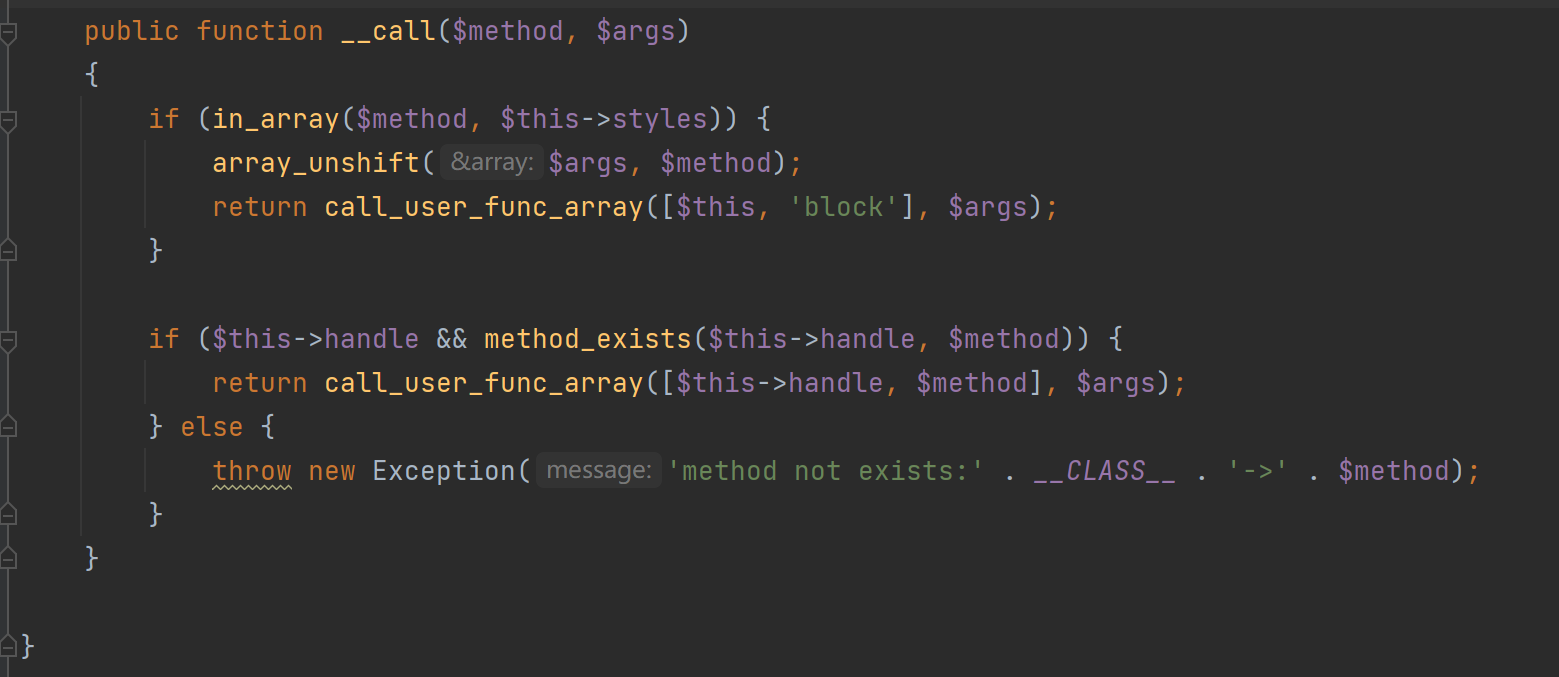 public function __call($method, $args)
{
if (in_array($method, $this->styles)) {
array_unshift( &array: $args, $method);
return call_user_func_array([$this, 'block'], $args);
}
if ($this->handle && method_exists($this->handle, $method)) {
return call_user_func_array([$this->handle, $method], $args);
} else {
throw new Exception( message: 'method not exists:' . __CLASS__ . '->' . $method);
}
}
}